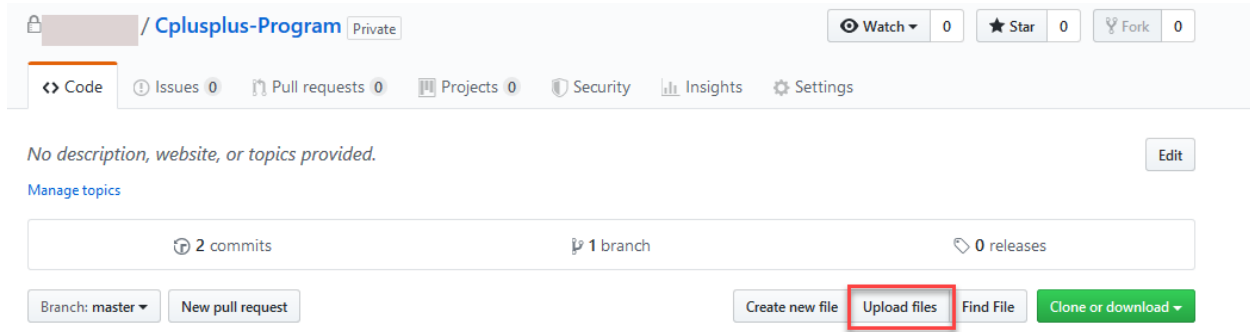 / Cplusplus-Program Private Watch 0 Star 0 Fork 0
Code Issues 0 Pull requests 0 Projects 0 Security Insights Settings
No description, website, or topics provided. Edit
Manage topics
2 commits 1 branch 0 releases
Branch: master New pull request Create new file Upload files Find File Clone or download